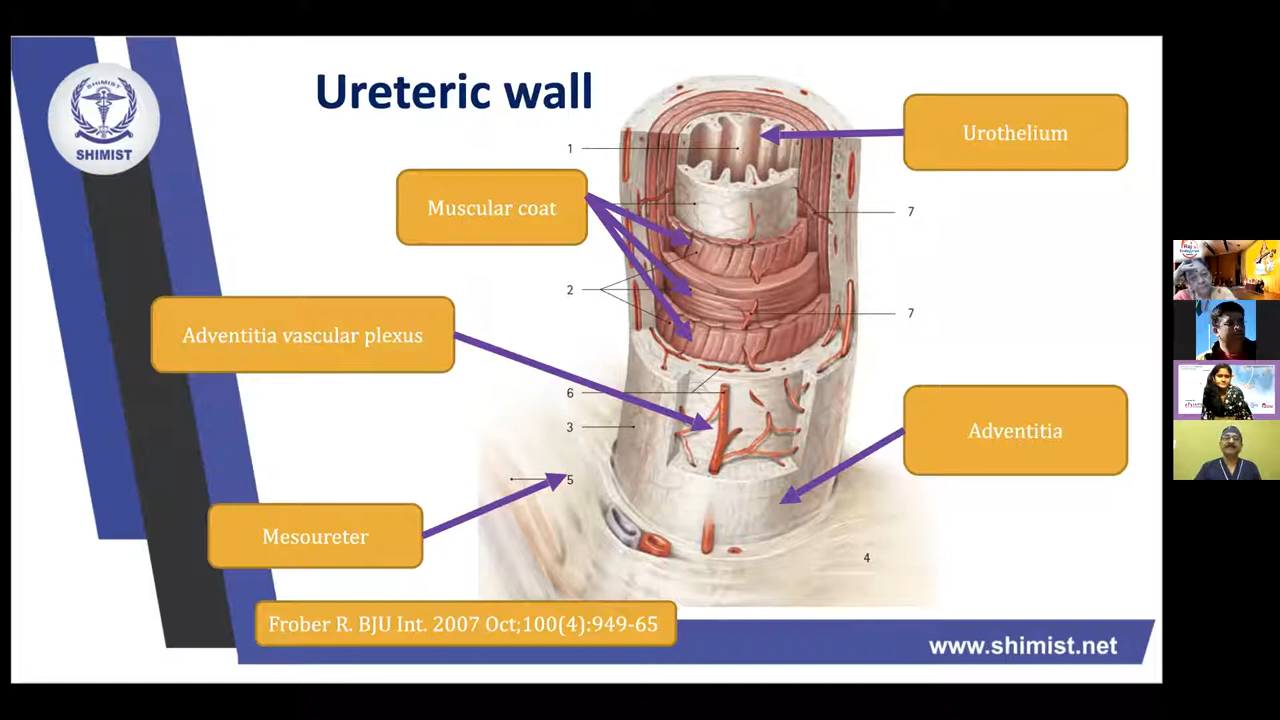 Ureteric wall
SHIMIST
SHIMIST
Urothelium
1
Muscular coat
7
2
Adventitia vascular plexus
7
6
3
Adventitia
5
Mesoureter
4
Frober R. BJU Int. 2007 Oct;100(4):949-65
www.shimist.net